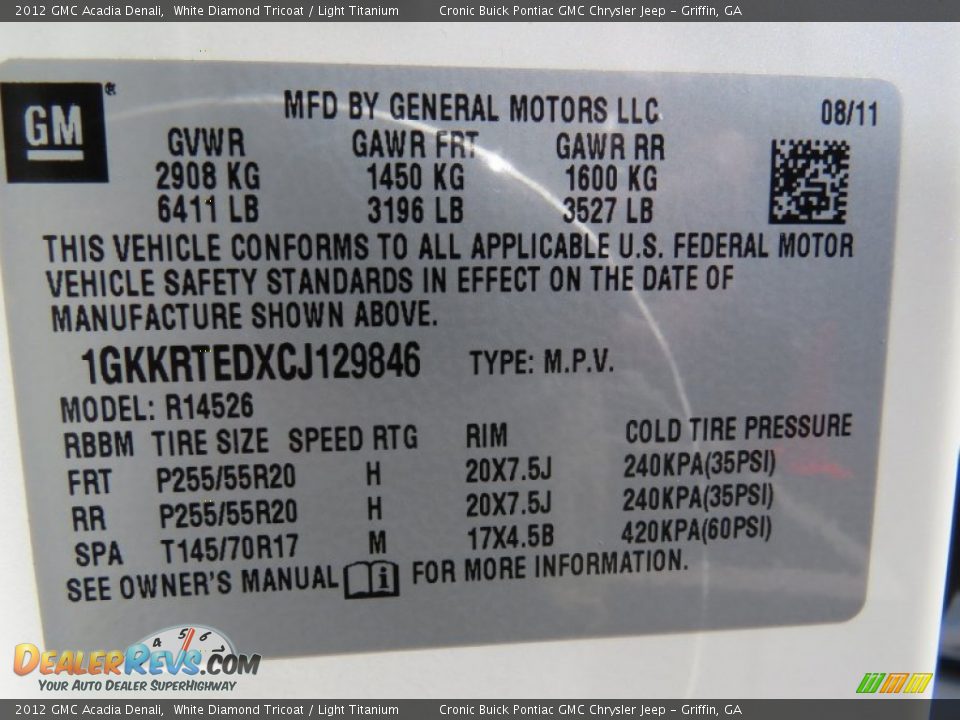 2012 GMC Acadia Denali, White Diamond Tricoat / Light Titanium Cronic Buick Pontiac GMC Chrysler Jeep – Griffin, GA
GM®
MFD BY GENERAL MOTORS LLC 08/11
GVWR GAWR FRT GAWR RR
2908 KG 1450 KG 1600 KG
6411 LB 3196 LB 3527 LB
THIS VEHICLE CONFORMS TO ALL APPLICABLE U.S. FEDERAL MOTOR
VEHICLE SAFETY STANDARDS IN EFFECT ON THE DATE OF
MANUFACTURE SHOWN ABOVE.
1GKKRTEDXCJ129846 TYPE: M.P.V.
MODEL: R14526
RBBM TIRE SIZE SPEED RTG RIM COLD TIRE PRESSURE
FRT P255/55R20 H 20X7.5J 240KPA(35PSI)
RR P255/55R20 H 20X7.5J 240KPA(35PSI)
SPA T145/70R17 M 17X4.5B 420KPA(60PSI)
SEE OWNER'S MANUAL i FOR MORE INFORMATION.
4 5 6
DEALERREVS.COM
YOUR AUTO DEALER SUPERHIGHWAY
2012 GMC Acadia Denali, White Diamond Tricoat / Light Titanium Cronic Buick Pontiac GMC Chrysler Jeep – Griffin, GA